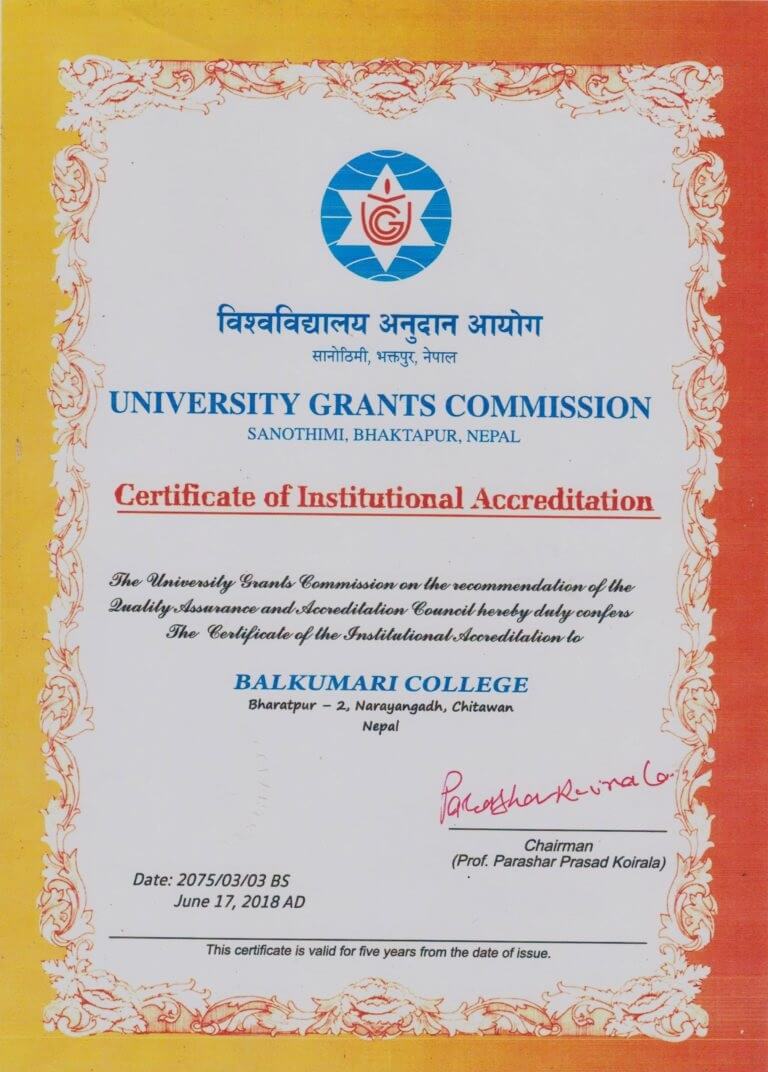 UGC
विश्वविद्यालय अनुदान आयोग
सानोठिमी, भक्तपुर, नेपाल
UNIVERSITY GRANTS COMMISSION
SANOTHIMI, BHAKTAPUR, NEPAL
Certificate of Institutional Accreditation
The University Grants Commission on the recommendation of the
Quality Assurance and Accreditation Council hereby duly confers
The Certificate of the Institutional Accreditation to
BALKUMARI COLLEGE
Bharatpur – 2, Narayangadh, Chitawan
Nepal
Parashar Koirala
Chairman
(Prof. Parashar Prasad Koirala)
Date: 2075/03/03 BS
June 17, 2018 AD
This certificate is valid for five years from the date of issue.